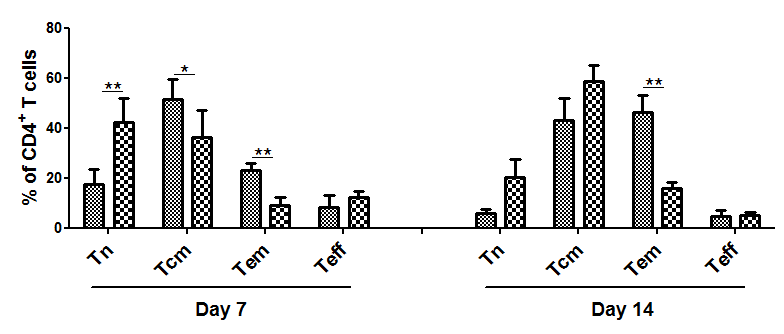 % of CD4+ T cells
80
60
40
20
0
** * ** **
Tn Tcm Tem Teff Tn Tcm Tem Teff
Day 7 Day 14